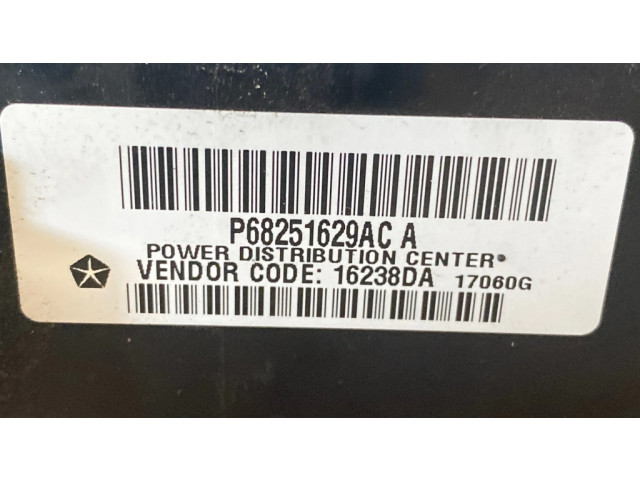 P68251629AC A
POWER DISTRIBUTION CENTER
VENDOR CODE: 16238DA 17060G